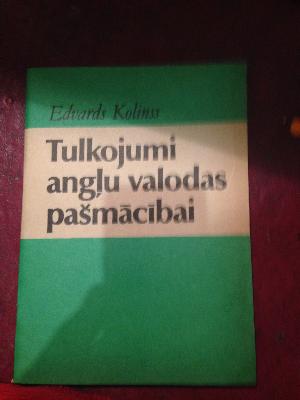 Edvards Kolinss
Tulkojumi
angļu valodas
pašmācībai